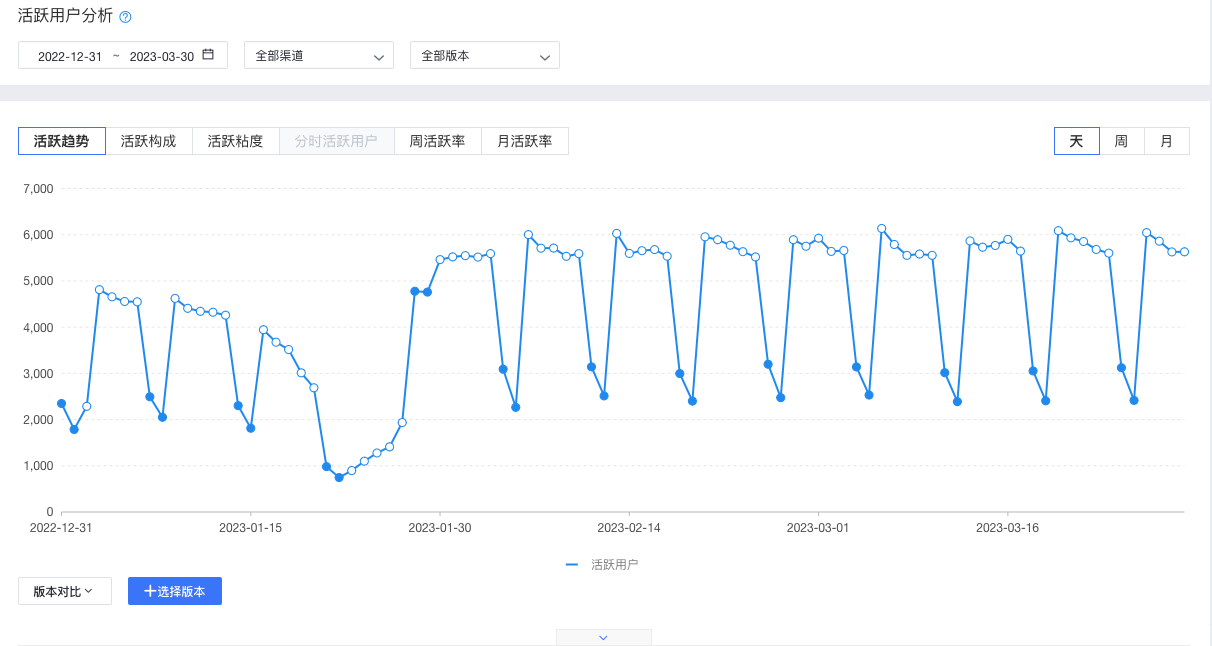 活跃用户分析
2022-12-31 ~ 2023-03-30 全部渠道 全部版本
活跃趋势 活跃构成 活跃粘度 分时活跃用户 周活跃率 月活跃率 天 周 月
7,000
6,000
5,000
4,000
3,000
2,000
1,000
0
2022-12-31 2023-01-15 2023-01-30 2023-02-14 2023-03-01 2023-03-16
活跃用户
版本对比 +选择版本